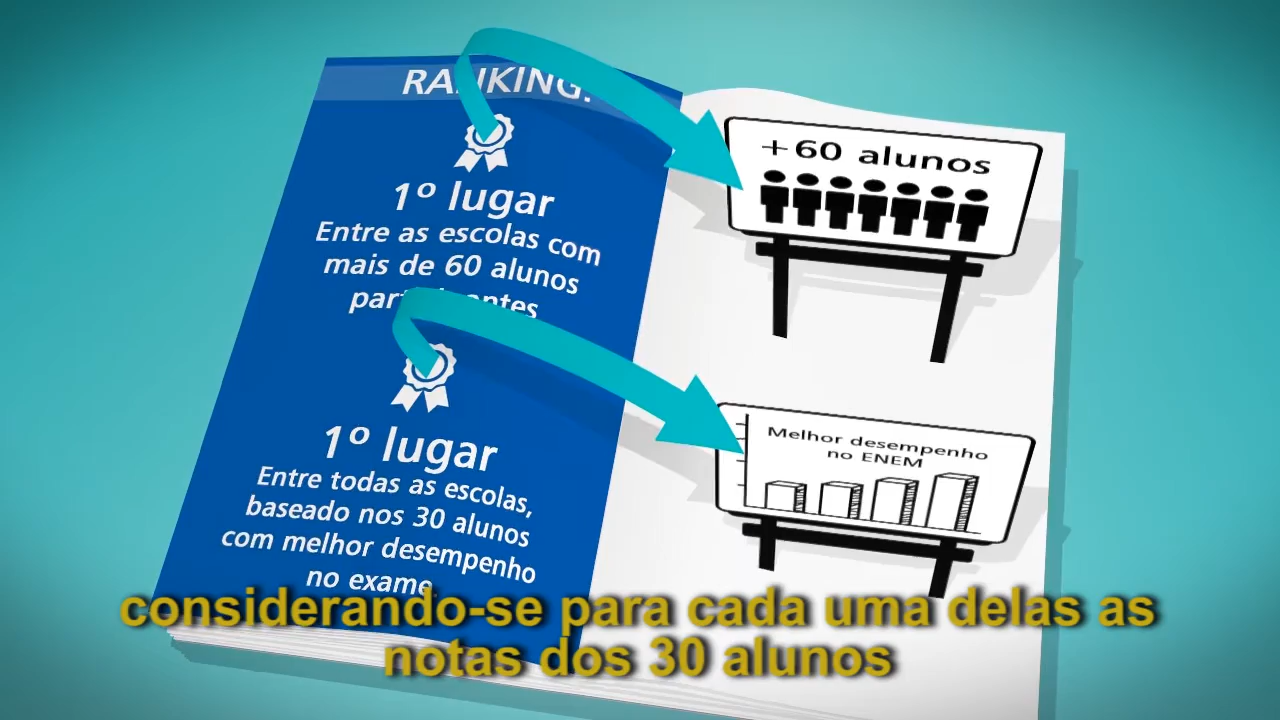 RANKING:
1º lugar
Entre as escolas com
mais de 60 alunos
participantes
1º lugar
Entre todas as escolas,
baseado nos 30 alunos
com melhor desempenho
no exame.
+60 alunos
Melhor desempenho
no ENEM
considerando-se para cada uma delas as
notas dos 30 alunos